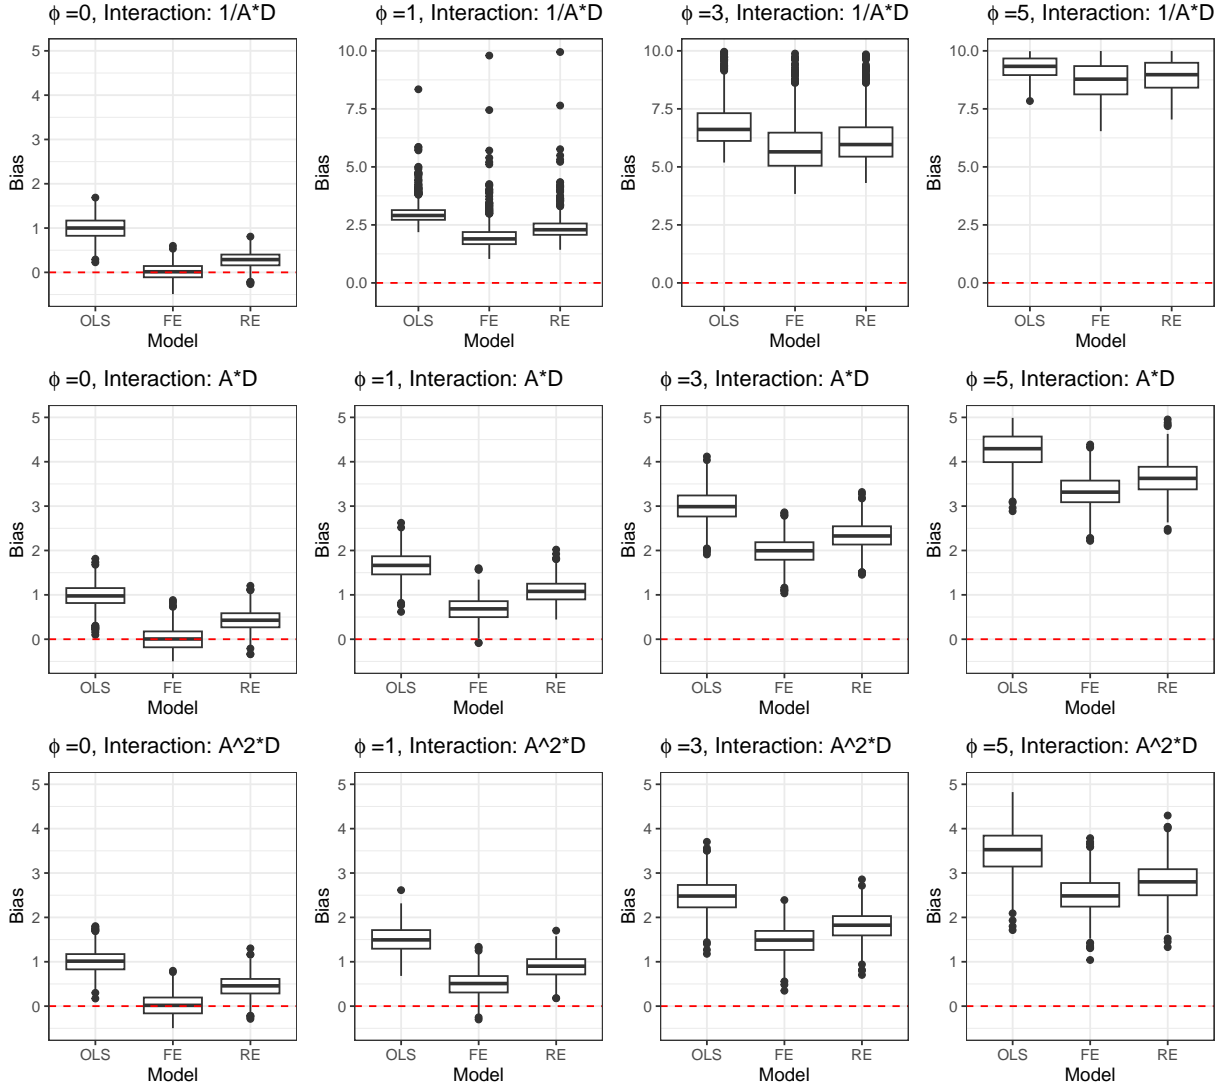 ϕ =0, Interaction: 1/A*D
ϕ =1, Interaction: 1/A*D
ϕ =3, Interaction: 1/A*D
ϕ =5, Interaction: 1/A*D
Bias
5
4
3
2
1
0
OLS FE RE
Model
Bias
10.0
7.5
5.0
2.5
0.0
OLS FE RE
Model
Bias
10.0
7.5
5.0
2.5
0.0
OLS FE RE
Model
Bias
10.0
7.5
5.0
2.5
0.0
OLS FE RE
Model
ϕ =0, Interaction: A*D
ϕ =1, Interaction: A*D
ϕ =3, Interaction: A*D
ϕ =5, Interaction: A*D
Bias
5
4
3
2
1
0
OLS FE RE
Model
Bias
5
4
3
2
1
0
OLS FE RE
Model
Bias
5
4
3
2
1
0
OLS FE RE
Model
Bias
5
4
3
2
1
0
OLS FE RE
Model
ϕ =0, Interaction: A^2*D
ϕ =1, Interaction: A^2*D
ϕ =3, Interaction: A^2*D
ϕ =5, Interaction: A^2*D
Bias
5
4
3
2
1
0
OLS FE RE
Model
Bias
5
4
3
2
1
0
OLS FE RE
Model
Bias
5
4
3
2
1
0
OLS FE RE
Model
Bias
5
4
3
2
1
0
OLS FE RE
Model